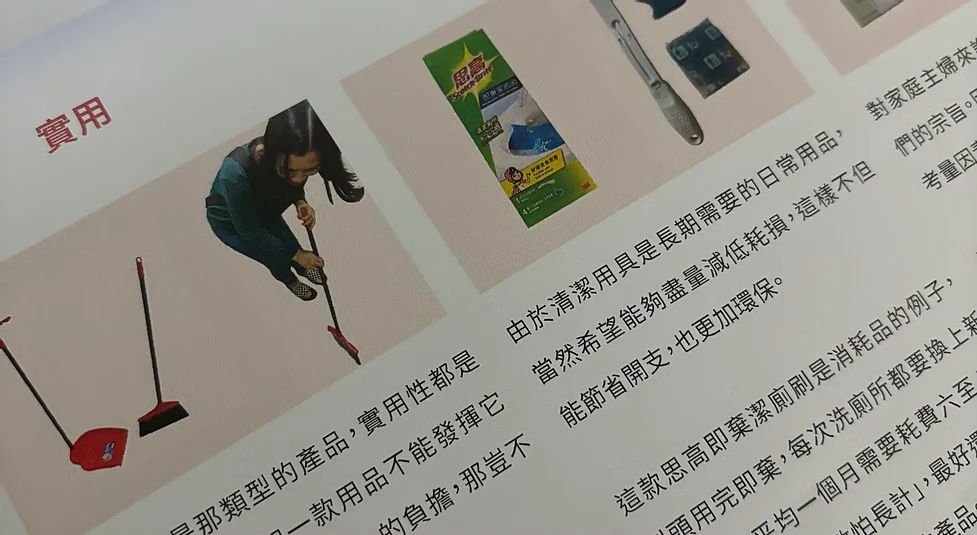 實用
是那類型的產品，實用性都是
一款用品不能發揮它
的負擔，那豈不
思高
Scotch-Brite
由於清潔用具是長期需要的日常用品，
當然希望能夠盡量減低耗損，這樣不但
能節省開支，也更加環保。
這款思高即棄潔廁刷是消耗品的例子，
頭用完即棄，每次洗廁所都要換上新
平均一個月需要耗費六至
怕長計」，最好
產品
對家庭主婦來
們的宗旨。
考量因